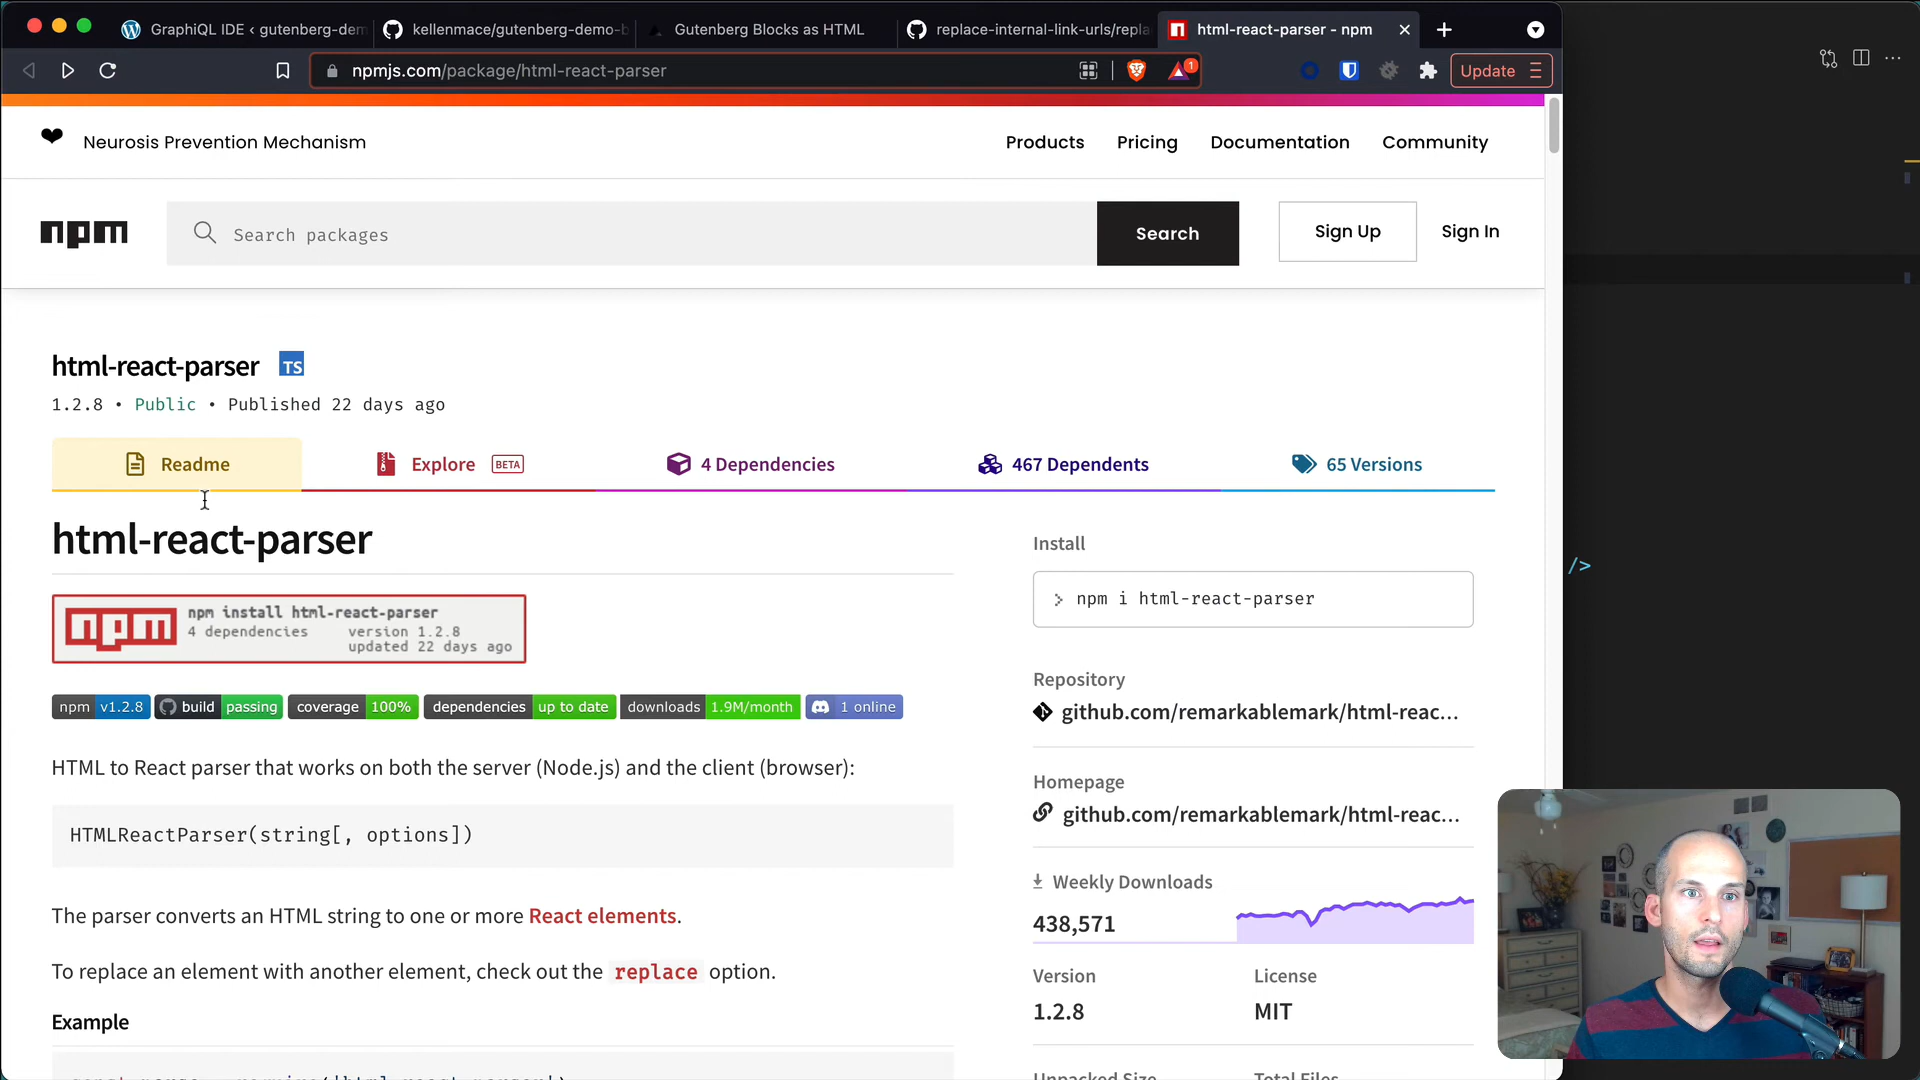 GraphiQL IDE ‹ gutenberg-dem
kellenmace/gutenberg-demo-b
Gutenberg Blocks as HTML
replace-internal-link-urls/repla
html-react-parser - npm
npmjs.com/package/html-react-parser
1
Update
Neurosis Prevention Mechanism
Products
Pricing
Documentation
Community
npm
Search packages
Search
Sign Up
Sign In
html-react-parser
TS
1.2.8 • Public • Published 22 days ago
Readme
Explore BETA
4 Dependencies
467 Dependents
65 Versions
html-react-parser
npm
npm install html-react-parser
4 dependencies version 1.2.8
updated 22 days ago
npm v1.2.8
build passing
coverage 100%
dependencies up to date
downloads 1.9M/month
1 online
HTML to React parser that works on both the server (Node.js) and the client (browser):
HTMLReactParser(string[, options])
The parser converts an HTML string to one or more React elements.
To replace an element with another element, check out the replace option.
Example
Install
> npm i html-react-parser
Repository
github.com/remarkablemark/html-reac...
Homepage
github.com/remarkablemark/html-reac...
Weekly Downloads
438,571
Version
License
1.2.8
MIT
Unpacked Size
Total Files
/>